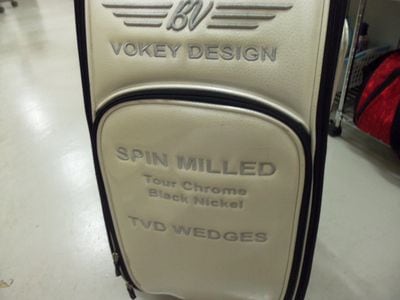 BV
VOKEY DESIGN
SPIN MILLED
Tour Chrome
Black Nickel
TVD WEDGES